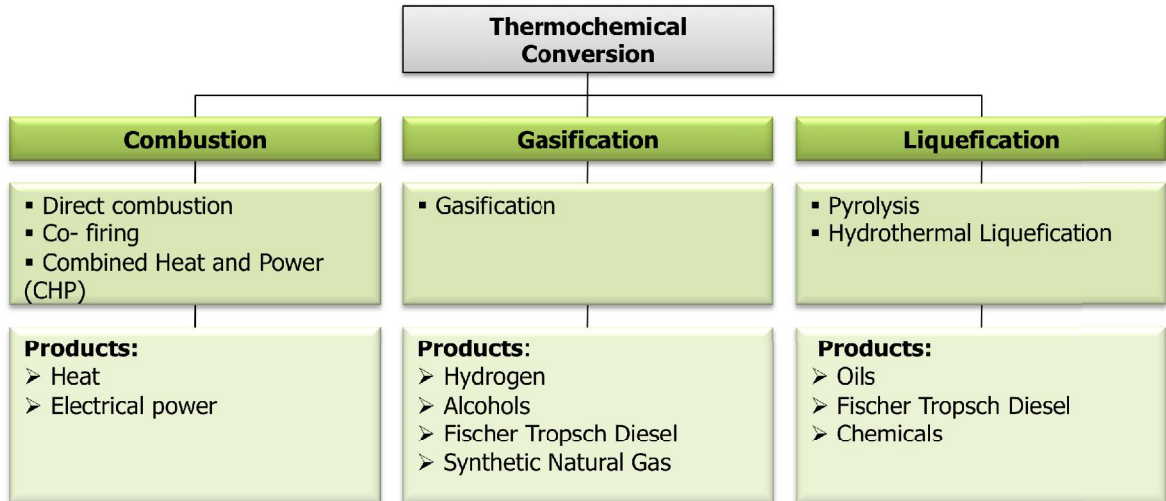 Thermochemical
Conversion
Combustion
▪ Direct combustion
▪ Co- firing
▪ Combined Heat and Power
(CHP)
Products:
➢ Heat
➢ Electrical power
Gasification
▪ Gasification
Products:
➢ Hydrogen
➢ Alcohols
➢ Fischer Tropsch Diesel
➢ Synthetic Natural Gas
Liquefication
▪ Pyrolysis
▪ Hydrothermal Liquefication
Products:
➢ Oils
➢ Fischer Tropsch Diesel
➢ Chemicals